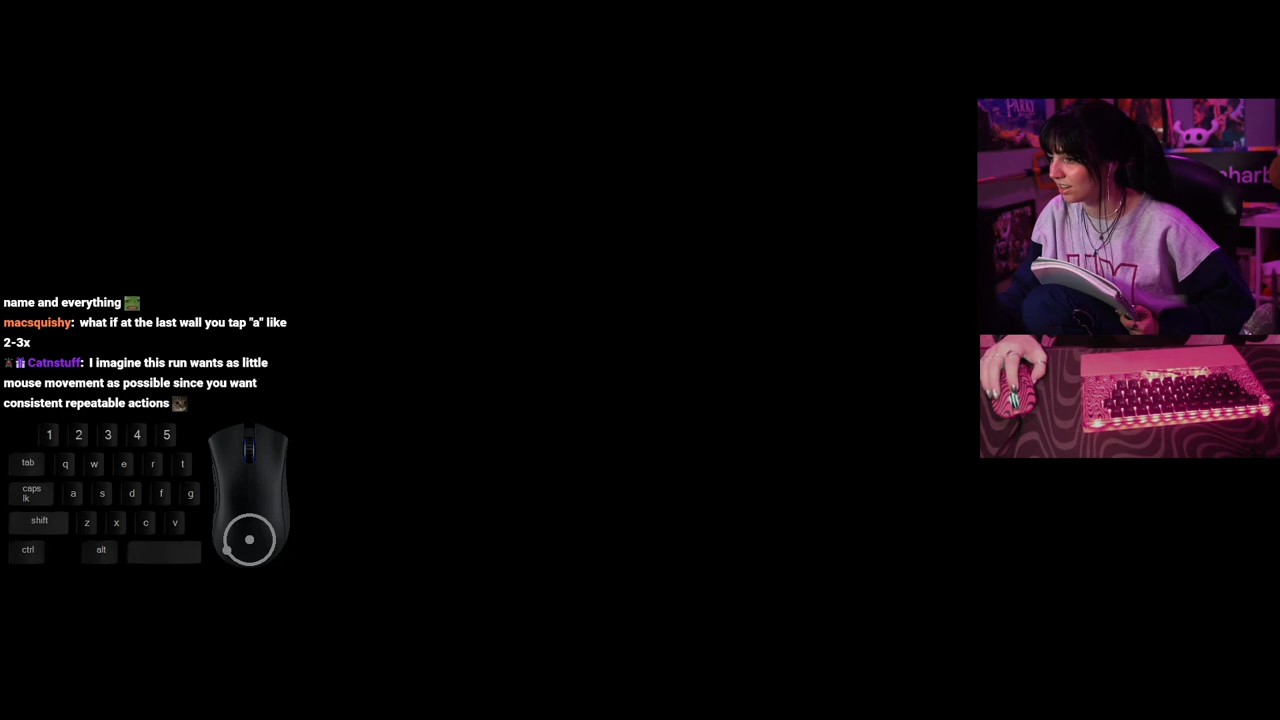 name and everything
macsquishy: what if at the last wall you tap "a" like
2-3x
Catnstuff: I imagine this run wants as little
mouse movement as possible since you want
consistent repeatable actions
1 2 3 4 5
tab q w e r t
caps
lk
a s d f g
shift z x c v
ctrl alt
PARKY
harb